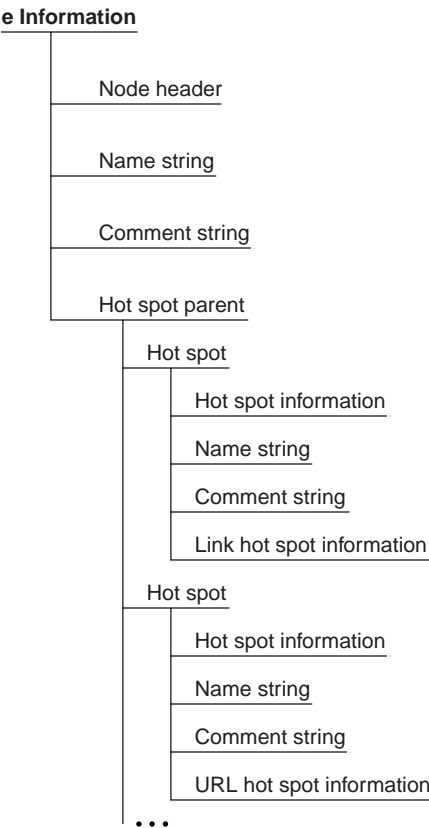 e Information
Node header
Name string
Comment string
Hot spot parent
Hot spot
Hot spot information
Name string
Comment string
Link hot spot information
Hot spot
Hot spot information
Name string
Comment string
URL hot spot information
...